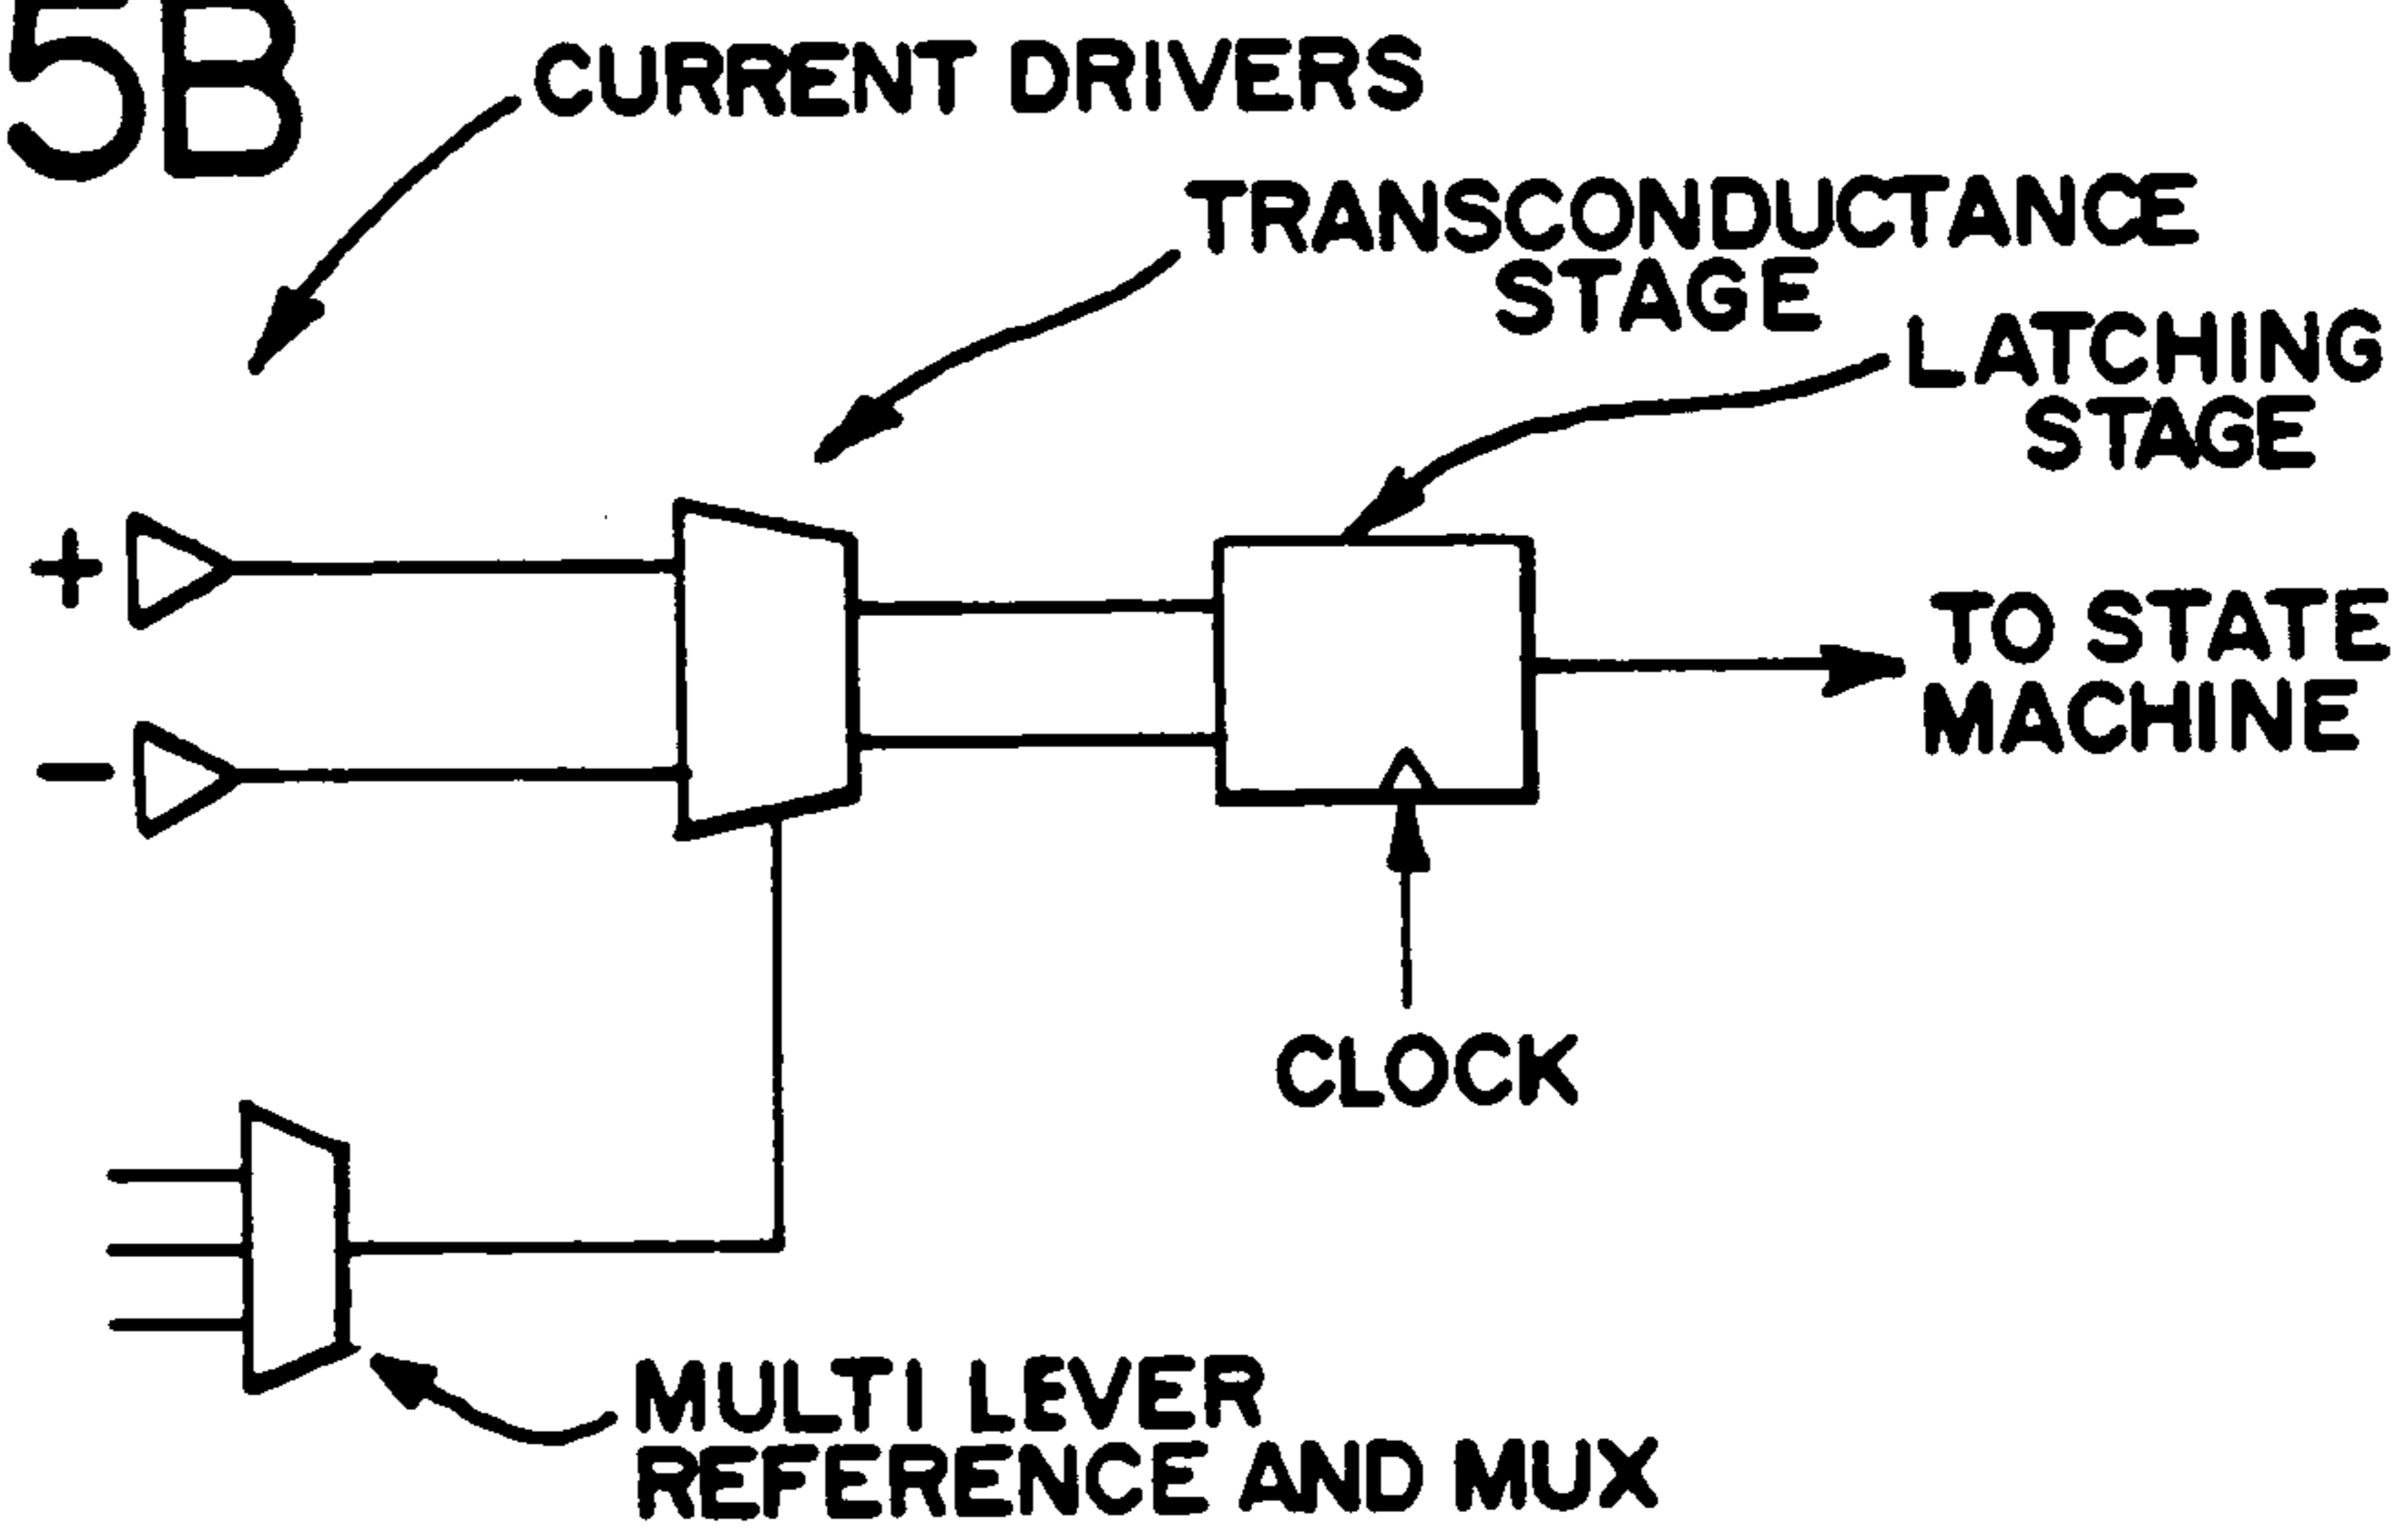 5B
CURRENT DRIVERS
TRANSCONDUCTANCE
STAGE
LATCHING
STAGE
+
−
TO STATE
MACHINE
CLOCK
MULTI LEVER
REFERENCE AND MUX